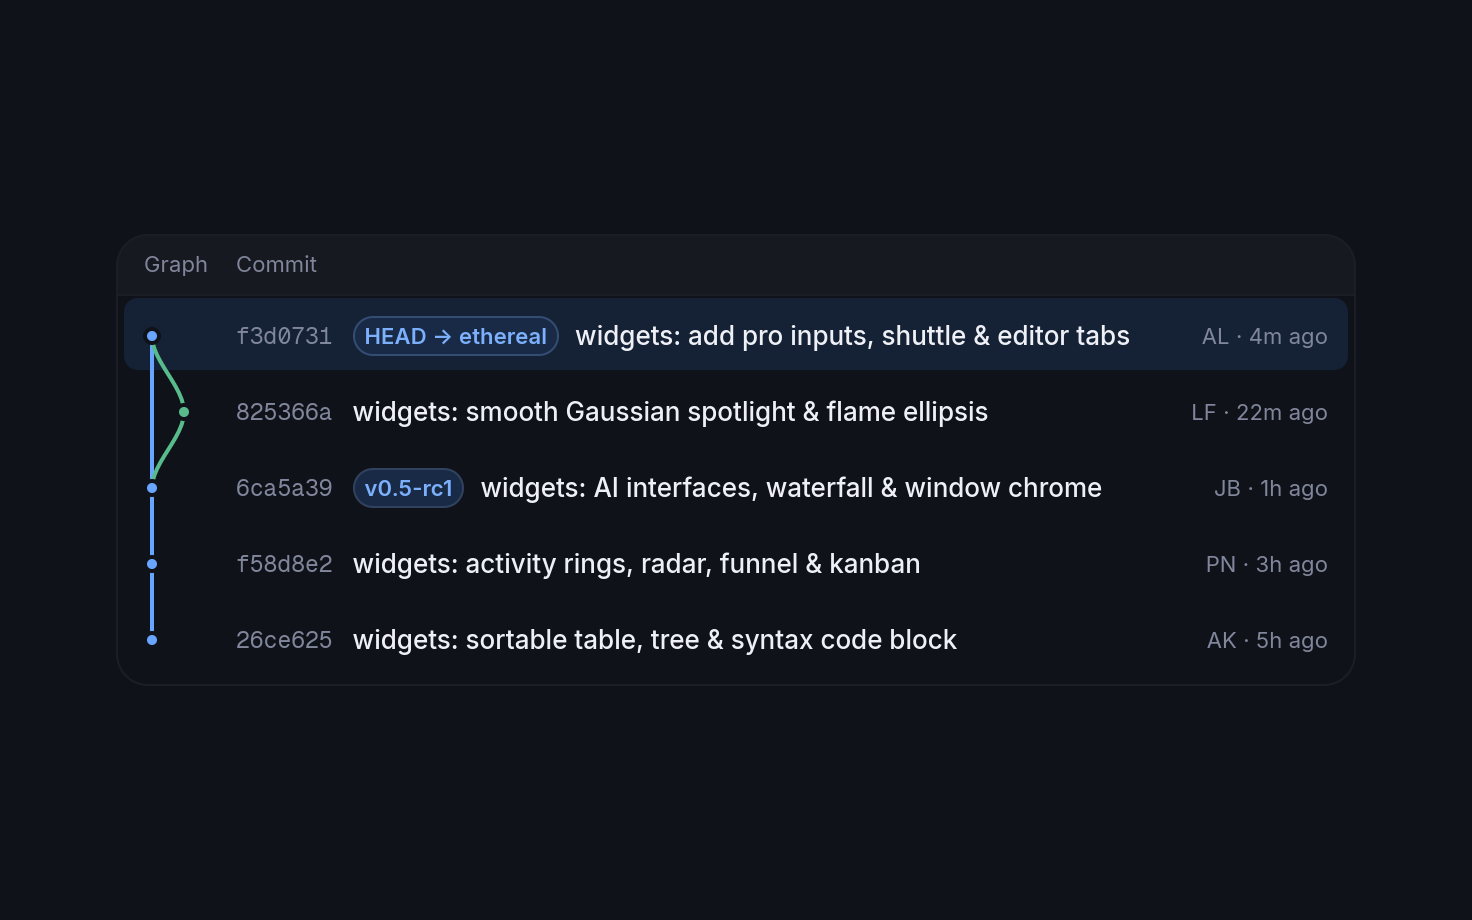 Graph Commit
f3d0731 HEAD → ethereal widgets: add pro inputs, shuttle & editor tabs AL · 4m ago
825366a widgets: smooth Gaussian spotlight & flame ellipsis LF · 22m ago
6ca5a39 v0.5-rc1 widgets: AI interfaces, waterfall & window chrome JB · 1h ago
f58d8e2 widgets: activity rings, radar, funnel & kanban PN · 3h ago
26ce625 widgets: sortable table, tree & syntax code block AK · 5h ago